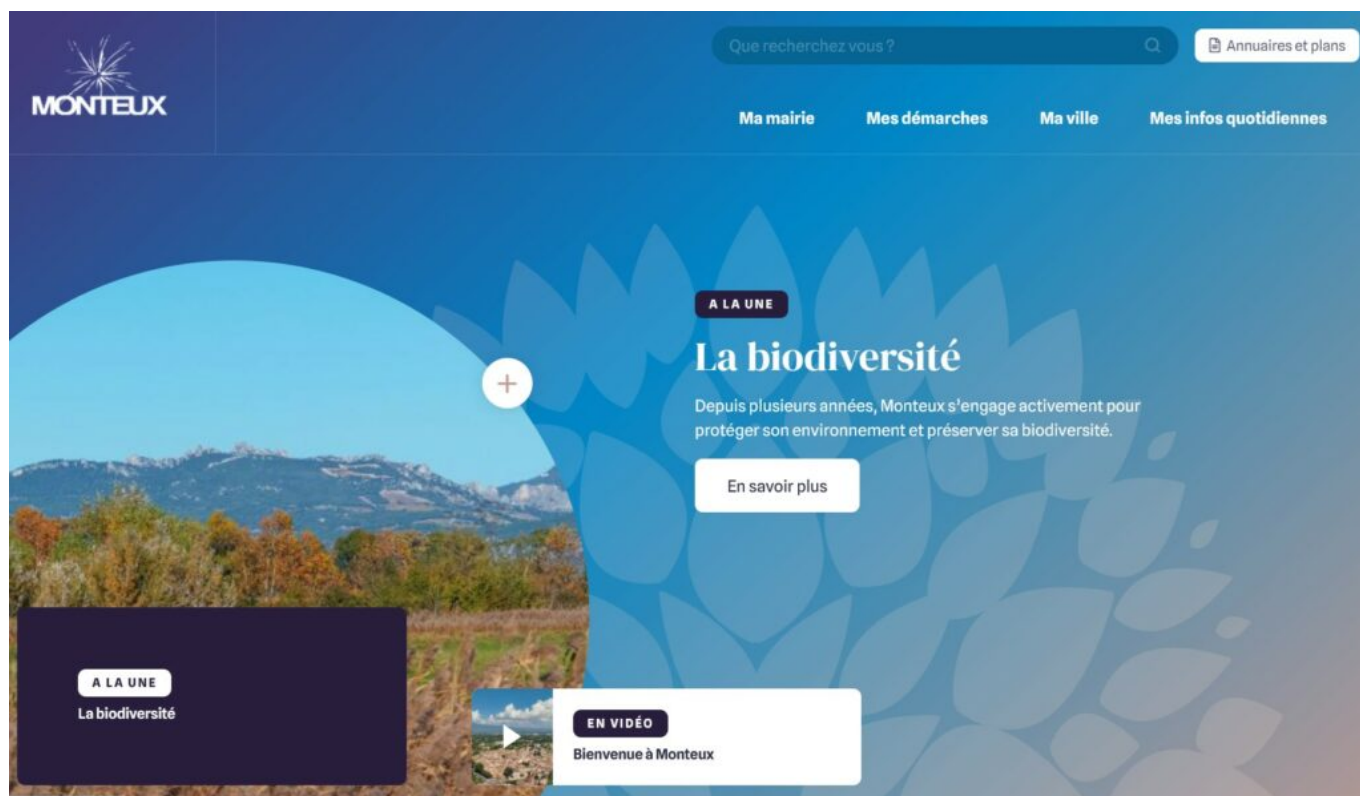 MONTEUX
Que recherchez vous ?
Annuaires et plans
Ma mairie
Mes démarches
Ma ville
Mes infos quotidiennes
A LA UNE
La biodiversité
Depuis plusieurs années, Monteux s'engage activement pour
protéger son environnement et préserver sa biodiversité.
En savoir plus
A LA UNE
La biodiversité
EN VIDÉO
Bienvenue à Monteux